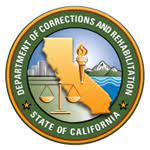 DEPARTMENT OF CORRECTIONS AND REHABILITATION
STATE OF CALIFORNIA